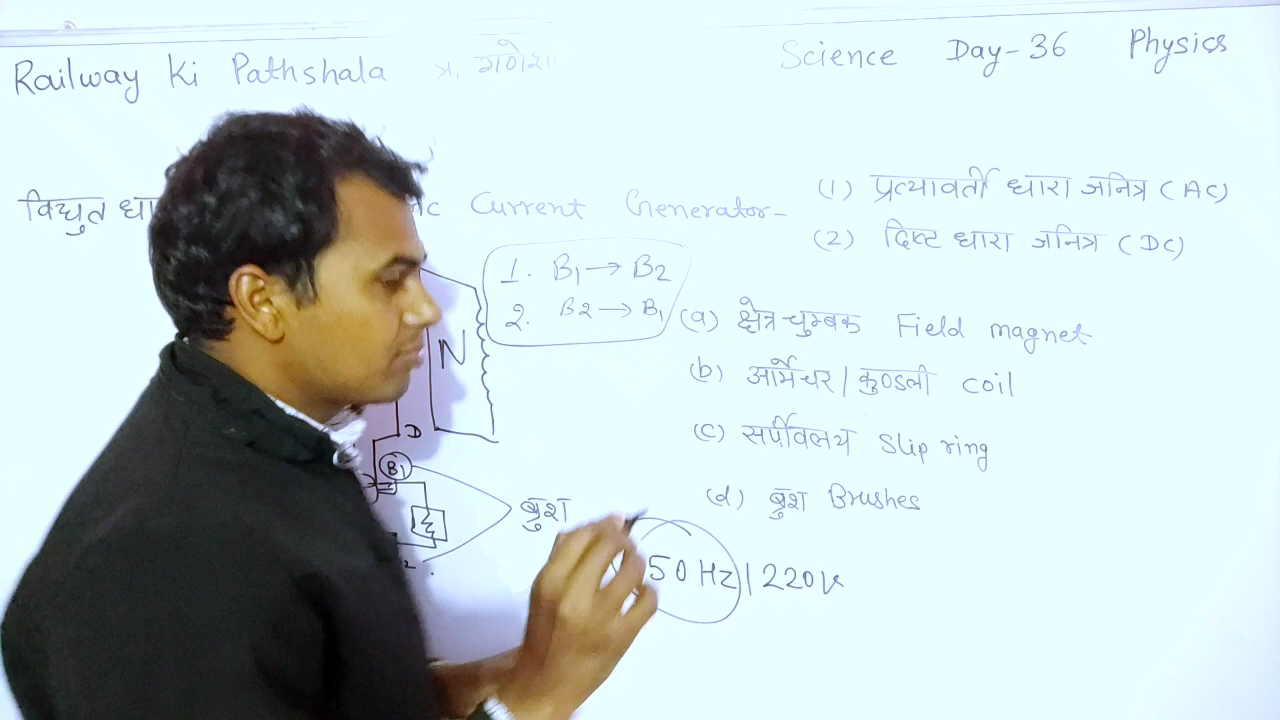 Railway Ki Pathshala
Science Day-36 Physics
विद्युत Current Generator-
(1) प्रत्यावर्ती धारा जनित्र (AC)
(2) दिष्ट धारा जनित्र (DC)
1. B1 → B2
2. B2 → B1
(a) क्षेत्र चुम्बक Field magnet
(b) आर्मेचर / कुण्डली coil
(c) सर्पीवलय Slip ring
(d) ब्रुश Brushes
N
D
B1
ब्रुश
2
50 Hz | 220V